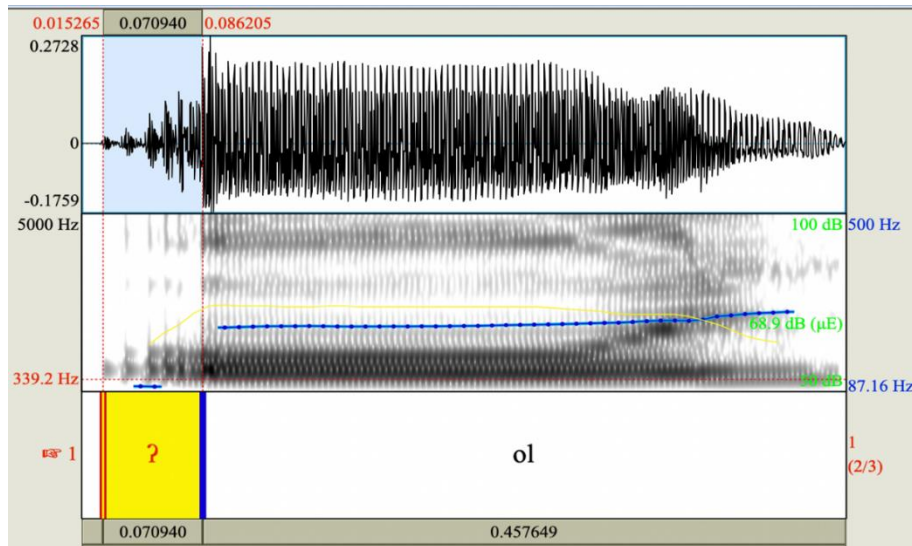 0.015265 0.070940 0.086205
0.2728
0
-0.1759
5000 Hz 100 dB 500 Hz
68.9 dB (µE)
339.2 Hz 50 dB 87.16 Hz
☞ 1 ʔ ol 1
(2/3)
0.070940 0.457649